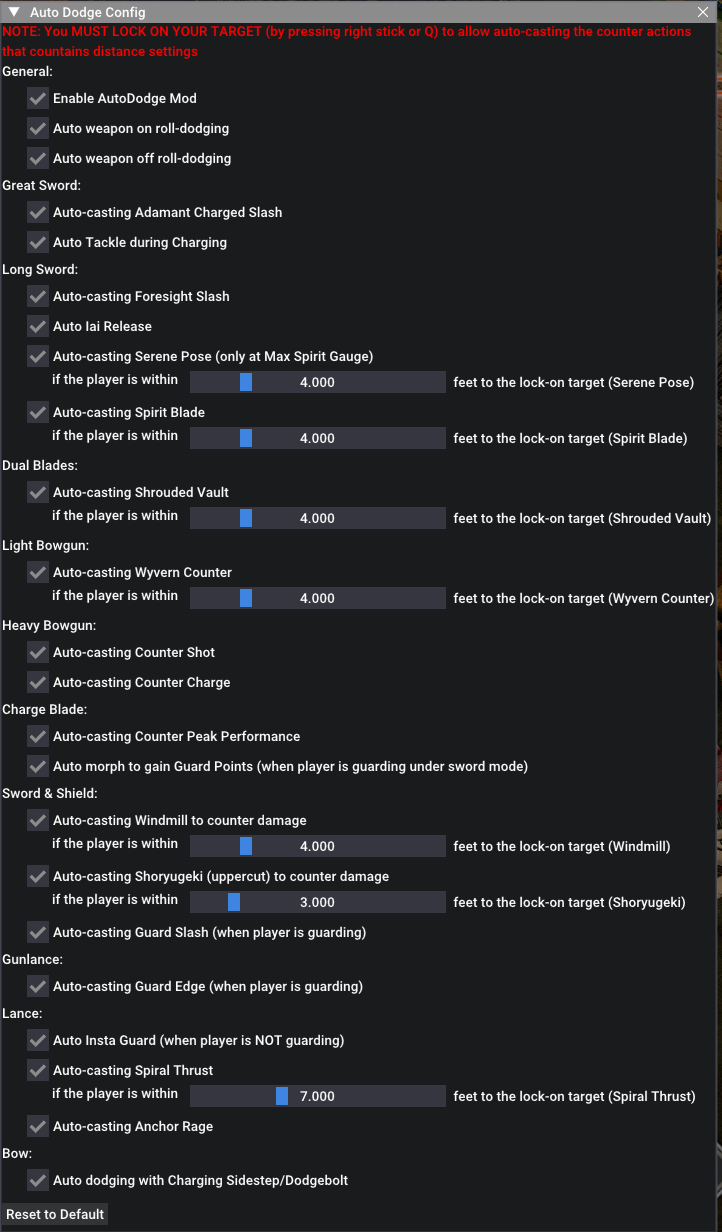 Auto Dodge Config
NOTE: You MUST LOCK ON YOUR TARGET (by pressing right stick or Q) to allow auto-casting the counter actions
that countains distance settings
General:
Enable AutoDodge Mod
Auto weapon on roll-dodging
Auto weapon off roll-dodging
Great Sword:
Auto-casting Adamant Charged Slash
Auto Tackle during Charging
Long Sword:
Auto-casting Foresight Slash
Auto Iai Release
Auto-casting Serene Pose (only at Max Spirit Gauge)
if the player is within 4.000 feet to the lock-on target (Serene Pose)
Auto-casting Spirit Blade
if the player is within 4.000 feet to the lock-on target (Spirit Blade)
Dual Blades:
Auto-casting Shrouded Vault
if the player is within 4.000 feet to the lock-on target (Shrouded Vault)
Light Bowgun:
Auto-casting Wyvern Counter
if the player is within 4.000 feet to the lock-on target (Wyvern Counter)
Heavy Bowgun:
Auto-casting Counter Shot
Auto-casting Counter Charge
Charge Blade:
Auto-casting Counter Peak Performance
Auto morph to gain Guard Points (when player is guarding under sword mode)
Sword & Shield:
Auto-casting Windmill to counter damage
if the player is within 4.000 feet to the lock-on target (Windmill)
Auto-casting Shoryugeki (uppercut) to counter damage
if the player is within 3.000 feet to the lock-on target (Shoryugeki)
Auto-casting Guard Slash (when player is guarding)
Gunlance:
Auto-casting Guard Edge (when player is guarding)
Lance:
Auto Insta Guard (when player is NOT guarding)
Auto-casting Spiral Thrust
if the player is within 7.000 feet to the lock-on target (Spiral Thrust)
Auto-casting Anchor Rage
Bow:
Auto dodging with Charging Sidestep/Dodgebolt
Reset to Default